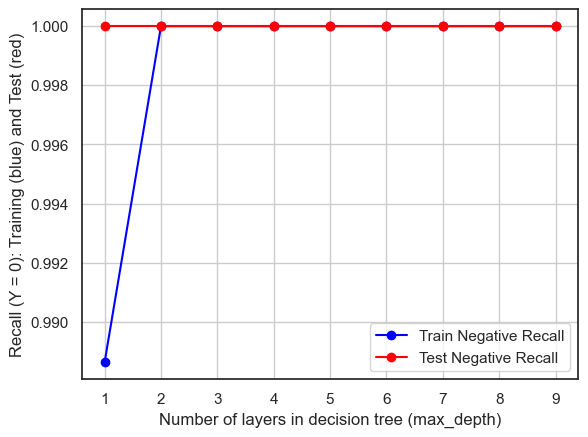 Recall (Y = 0): Training (blue) and Test (red)
1.000
0.998
0.996
0.994
0.992
0.990
Train Negative Recall
Test Negative Recall
1 2 3 4 5 6 7 8 9
Number of layers in decision tree (max_depth)